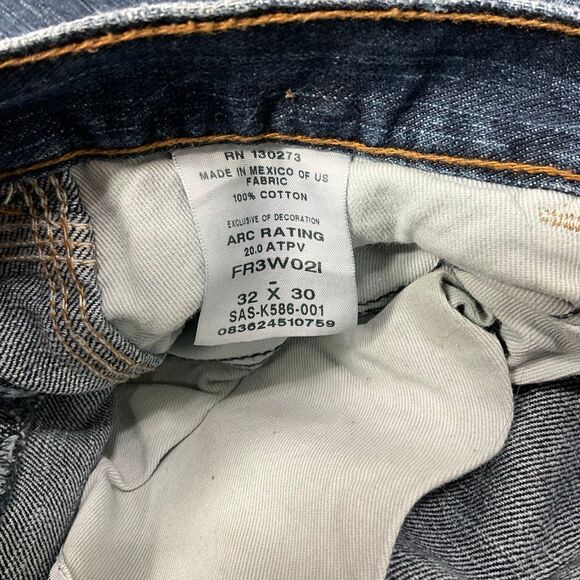 RN 130273
MADE IN MEXICO OF US
FABRIC
100% COTTON
EXCLUSIVE OF DECORATION
ARC RATING
20.0 ATPV
FR3W02I
-
32 X 30
SAS-K586-001
083624510759